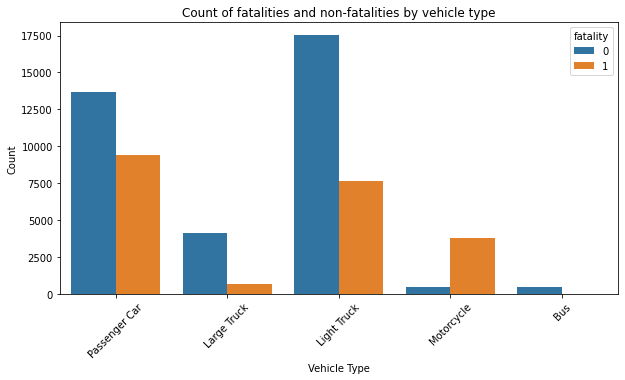 Count of fatalities and non-fatalities by vehicle type
fatality
0
1
17500
15000
12500
10000
7500
5000
2500
0
Count
Passenger Car
Large Truck
Light Truck
Motorcycle
Bus
Vehicle Type